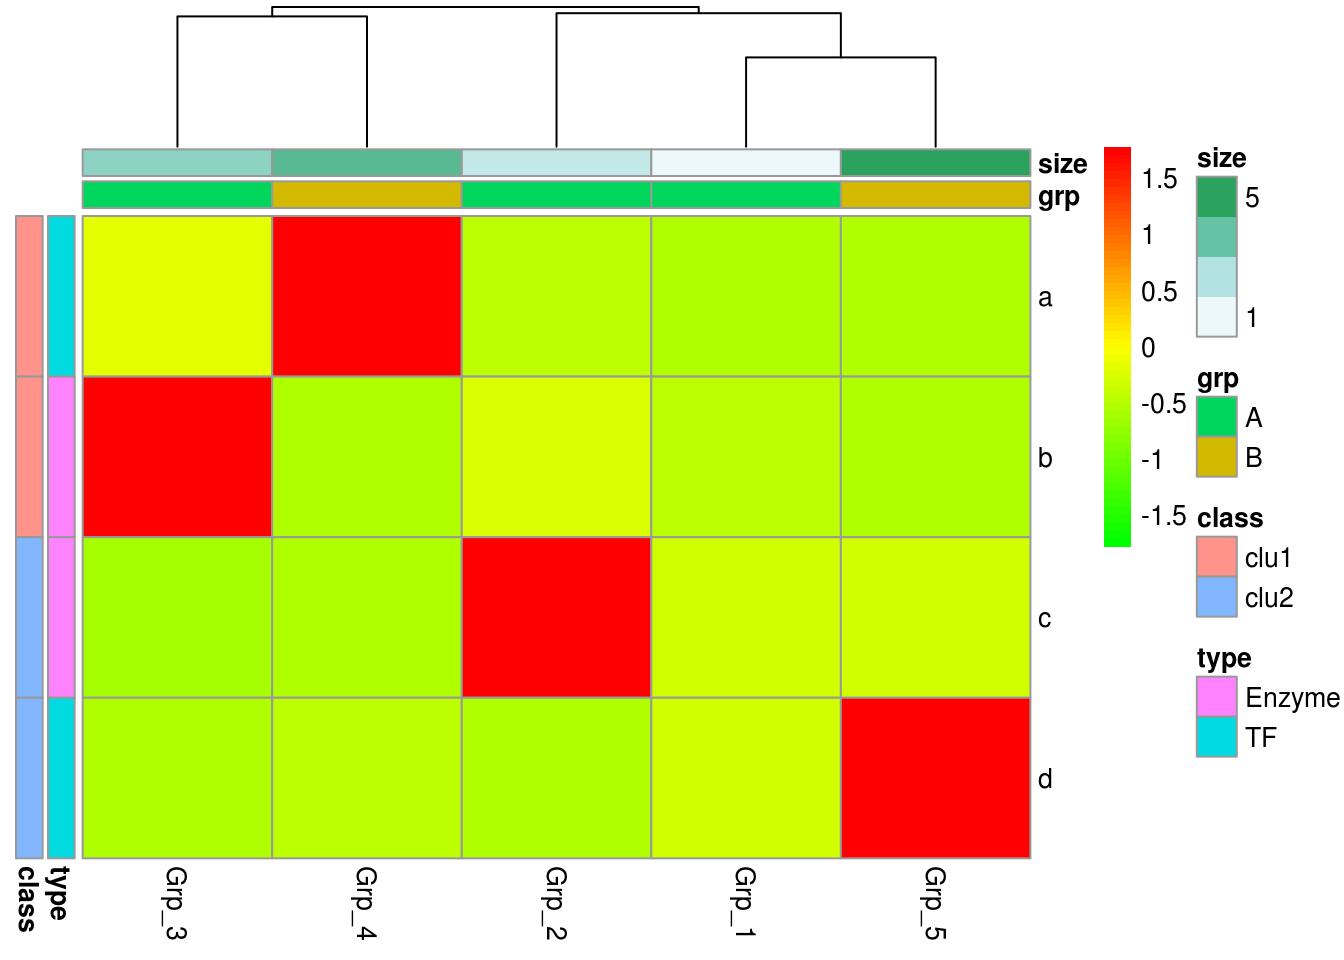 size
grp
a
b
c
d
class
type
Grp_3
Grp_4
Grp_2
Grp_1
Grp_5
1.5
1
0.5
0
-0.5
-1
-1.5
size
5
1
grp
A
B
class
clu1
clu2
type
Enzyme
TF